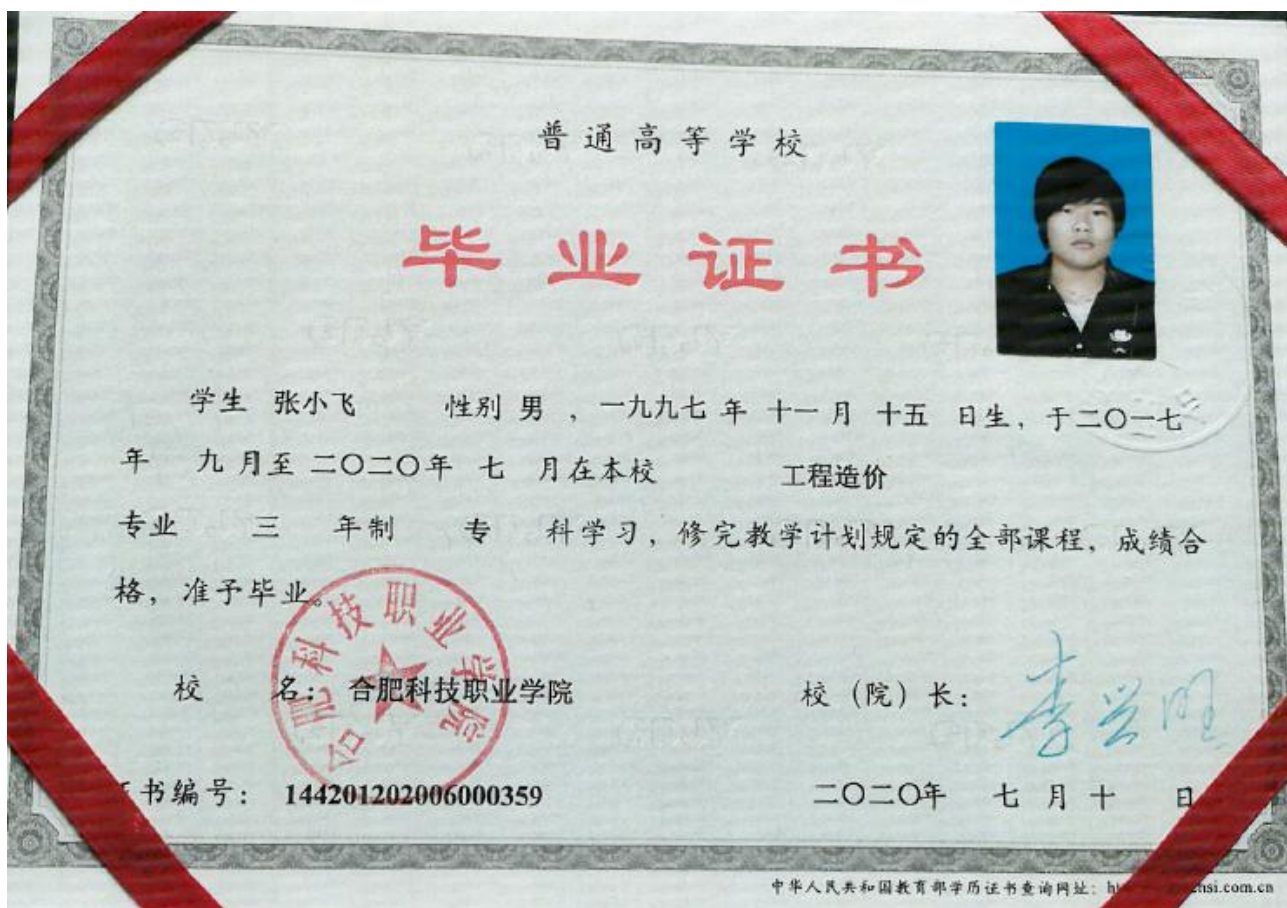 普通高等学校
毕业证书
学生 张小飞 性别 男 ，一九九七 年 十一 月 十五 日生，于二〇一七
年 九 月至 二〇二〇年 七 月在本校 工程造价
专业 三 年制 专 科学习，修完教学计划规定的全部课程，成绩合
格，准予毕业。
合肥科技职业学院
校 名： 合肥科技职业学院
校（院）长： 李兴旺
书编号： 144201202006000359
二〇二〇年 七 月 十 日
中华人民共和国教育部学历证书查询网址：
hsi.com.cn